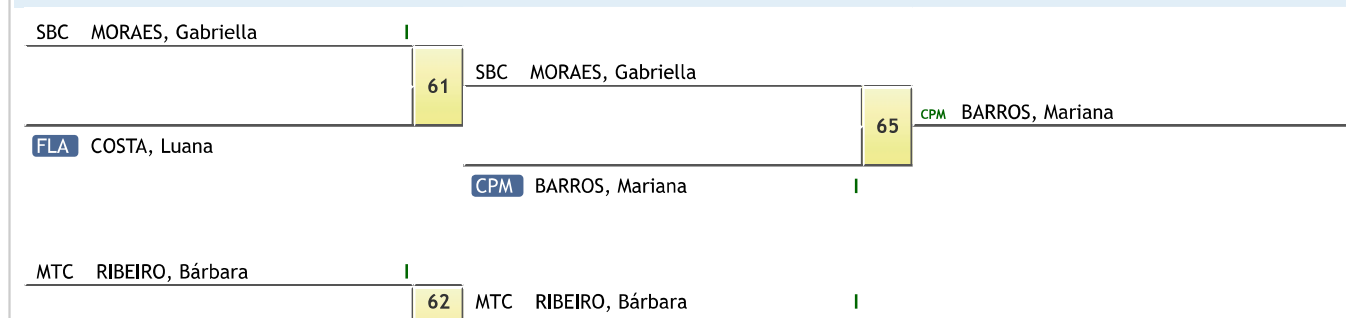 SBC MORAES, Gabriella I
61
SBC MORAES, Gabriella
FLA COSTA, Luana
65
CPM BARROS, Mariana
CPM BARROS, Mariana I
MTC RIBEIRO, Bárbara I
62
MTC RIBEIRO, Bárbara I